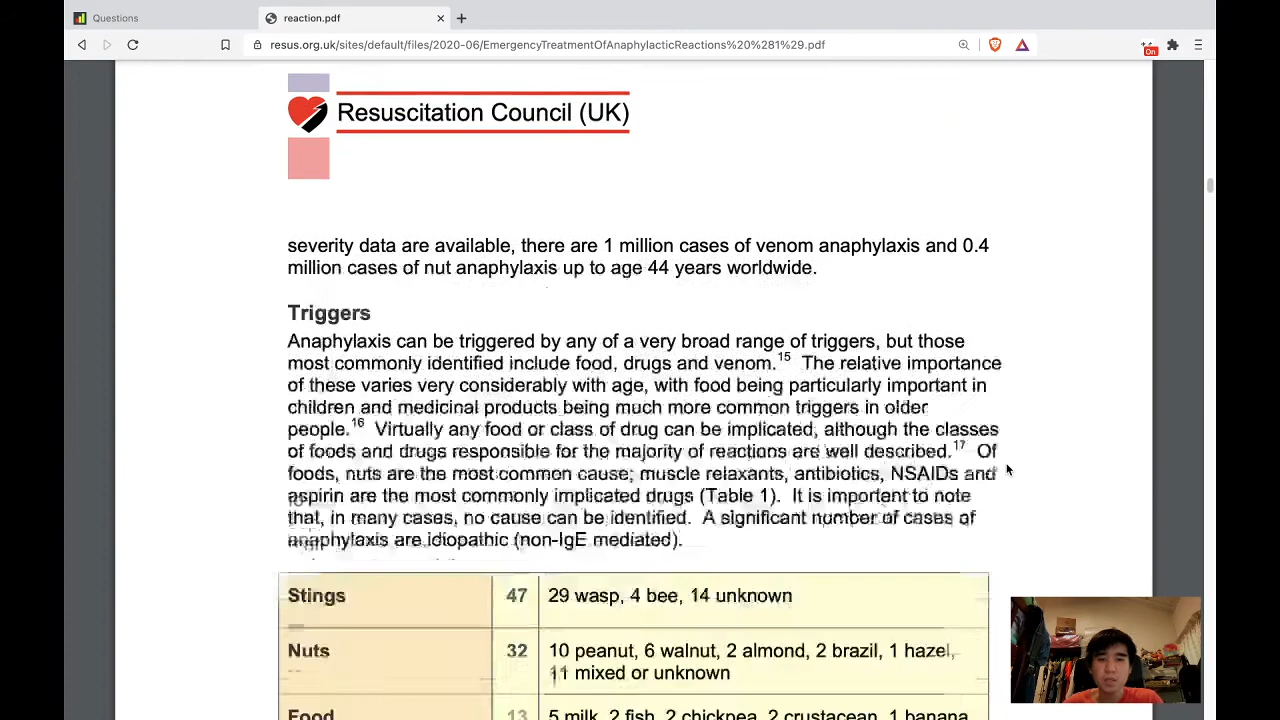 Questions
reaction.pdf
resus.org.uk/sites/default/files/2020-06/EmergencyTreatmentOfAnaphylacticReactions%20%281%29.pdf
On
Resuscitation Council (UK)
severity data are available, there are 1 million cases of venom anaphylaxis and 0.4
million cases of nut anaphylaxis up to age 44 years worldwide.
Triggers
Anaphylaxis can be triggered by any of a very broad range of triggers, but those
most commonly identified include food, drugs and venom.15 The relative importance
of these varies very considerably with age, with food being particularly important in
children and medicinal products being much more common triggers in older
people.16 Virtually any food or class of drug can be implicated, although the classes
of foods and drugs responsible for the majority of reactions are well described.17 Of
foods, nuts are the most common cause; muscle relaxants, antibiotics, NSAIDs and
aspirin are the most commonly implicated drugs (Table 1). It is important to note
that, in many cases, no cause can be identified. A significant number of cases of
anaphylaxis are idiopathic (non-IgE mediated).
Stings 47 29 wasp, 4 bee, 14 unknown
Nuts 32 10 peanut, 6 walnut, 2 almond, 2 brazil, 1 hazel,
11 mixed or unknown
Food 13 5 milk, 2 fish, 2 chickpea, 2 crustacean, 1 banana